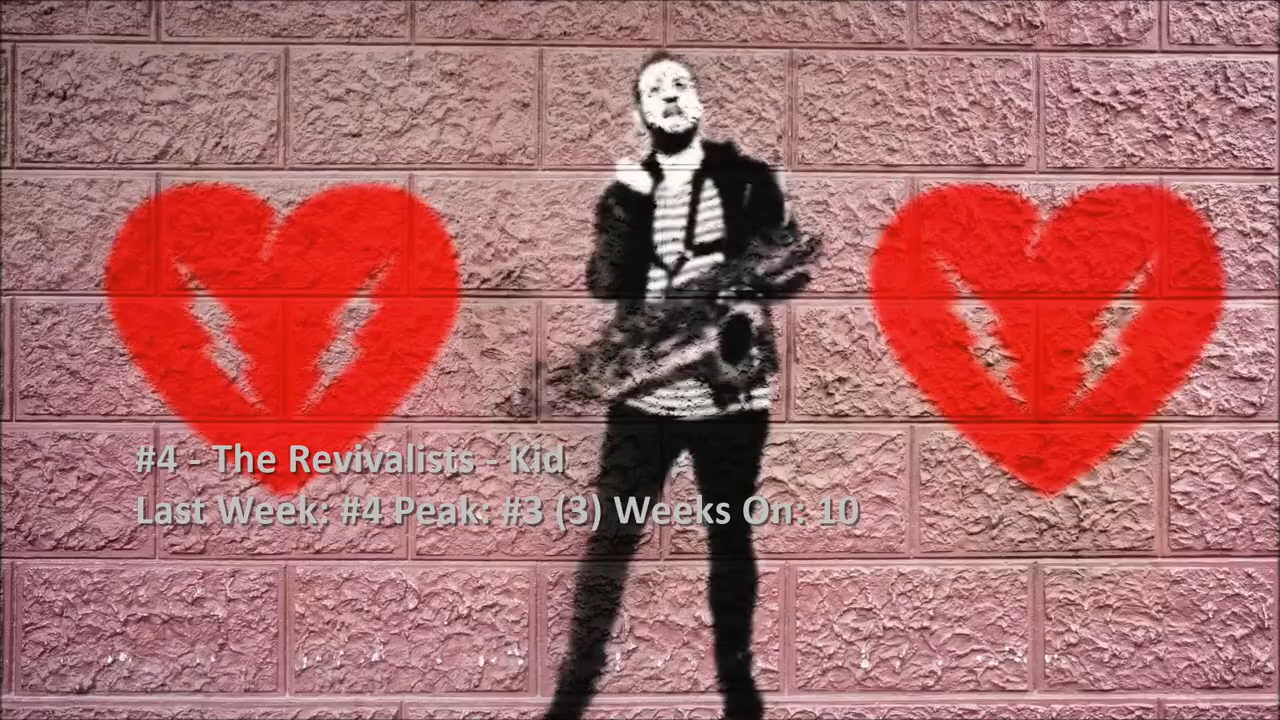 #4 - The Revivalists - Kid
Last Week: #4 Peak: #3 (3) Weeks On: 10